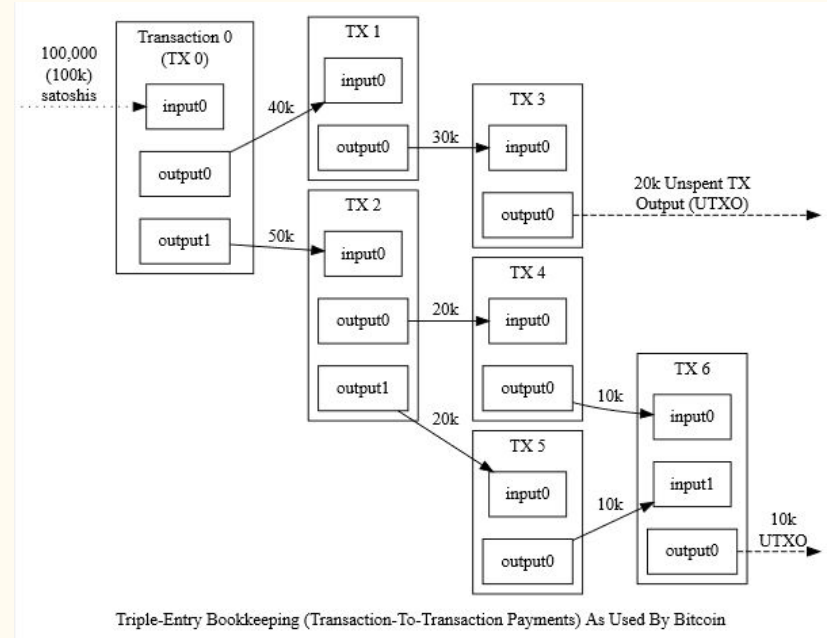 100,000
(100k)
satoshis
Transaction 0
(TX 0)
input0
output0
output1
40k
50k
TX 1
input0
output0
30k
TX 2
input0
output0
output1
20k
20k
TX 3
input0
output0
20k Unspent TX
Output (UTXO)
TX 4
input0
output0
10k
TX 5
input0
output0
10k
TX 6
input0
input1
output0
10k
UTXO
Triple-Entry Bookkeeping (Transaction-To-Transaction Payments) As Used By Bitcoin